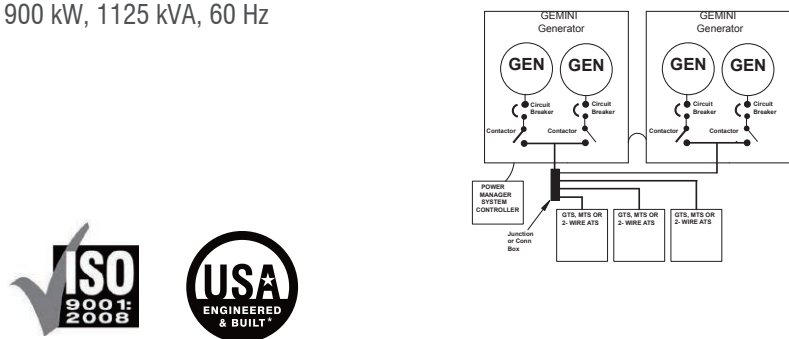 900 kW, 1125 kVA, 60 Hz
GEMINI
Generator
GEN
GEN
Circuit
Breaker
Circuit
Breaker
Contactor
Contactor
GEMINI
Generator
GEN
GEN
Circuit
Breaker
Circuit
Breaker
Contactor
Contactor
POWER
MANAGER
SYSTEM
CONTROLLER
Junction
or Conn
Box
GTS, MTS OR
2- WIRE ATS
GTS, MTS OR
2- WIRE ATS
GTS, MTS OR
2- WIRE ATS
ISO
9001:
2008
USA
ENGINEERED
& BUILT*